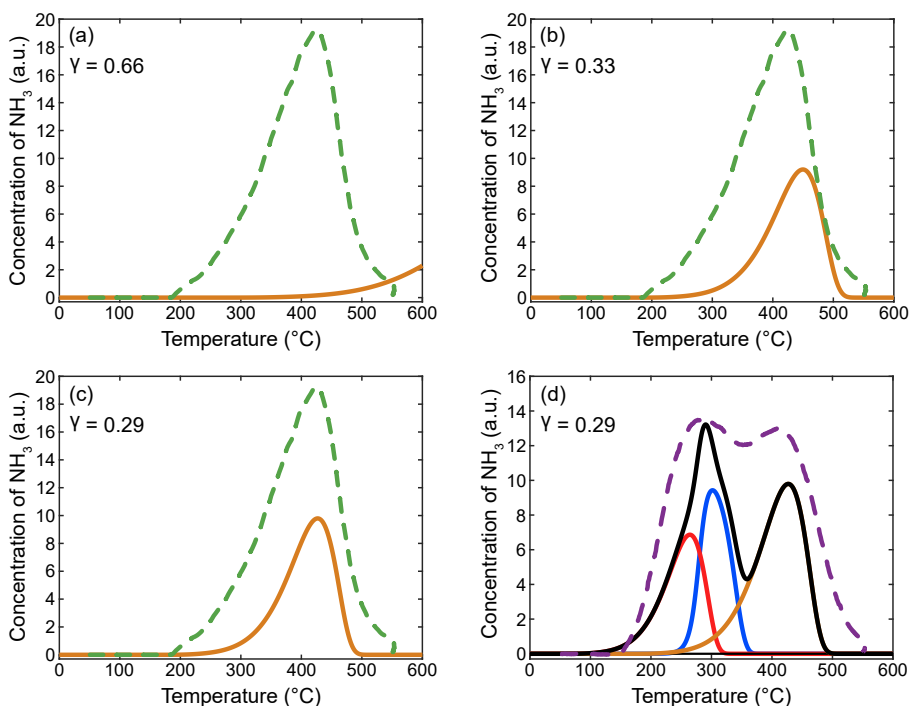 (a)
γ = 0.66
Concentration of NH3 (a.u.)
0 2 4 6 8 10 12 14 16 18 20
0 100 200 300 400 500 600
Temperature (°C)
(b)
γ = 0.33
Concentration of NH3 (a.u.)
0 2 4 6 8 10 12 14 16 18 20
0 100 200 300 400 500 600
Temperature (°C)
(c)
γ = 0.29
Concentration of NH3 (a.u.)
0 2 4 6 8 10 12 14 16 18 20
0 100 200 300 400 500 600
Temperature (°C)
(d)
γ = 0.29
Concentration of NH3 (a.u.)
0 2 4 6 8 10 12 14 16
0 100 200 300 400 500 600
Temperature (°C)